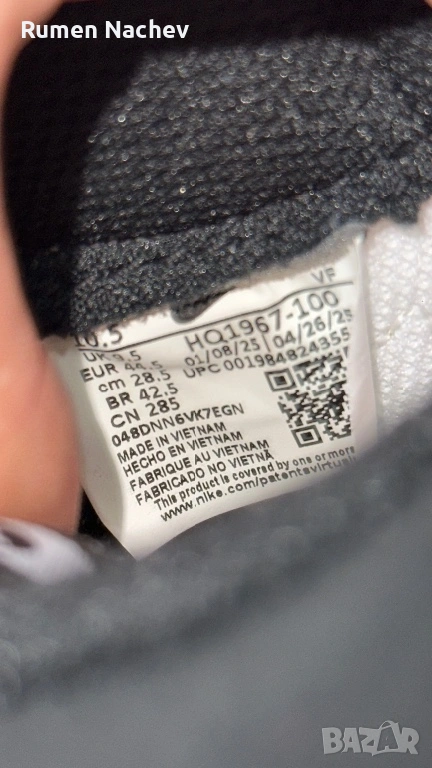 Rumen Nachev
VF
10.5
HQ1967-100
UK 9.5
01/08/25 04/26/25
EUR 44.5
UPC 001984824355
cm 28.5
BR 42.5
CN 285
048DNN6VK7EGN
MADE IN VIETNAM
HECHO EN VIETNAM
FABRIQUE AU VIETNAM
FABRICADO NO VIETNÃ
This product is covered by one or more
www.nike.com/patents
BAZAR